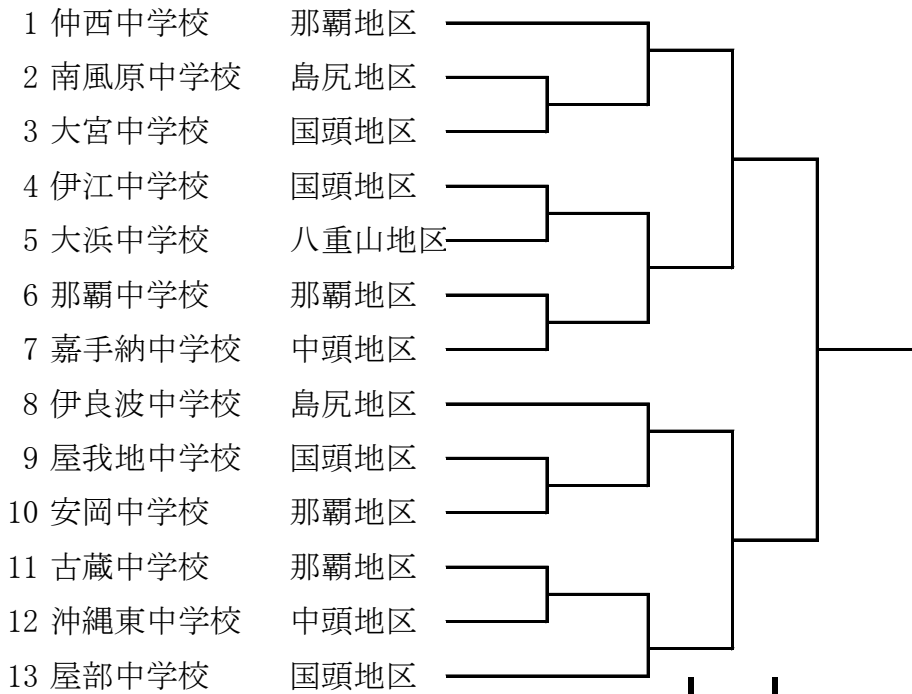 1 仲西中学校 那覇地区
2 南風原中学校 島尻地区
3 大宮中学校 国頭地区
4 伊江中学校 国頭地区
5 大浜中学校 八重山地区
6 那覇中学校 那覇地区
7 嘉手納中学校 中頭地区
8 伊良波中学校 島尻地区
9 屋我地中学校 国頭地区
10 安岡中学校 那覇地区
11 古蔵中学校 那覇地区
12 沖縄東中学校 中頭地区
13 屋部中学校 国頭地区